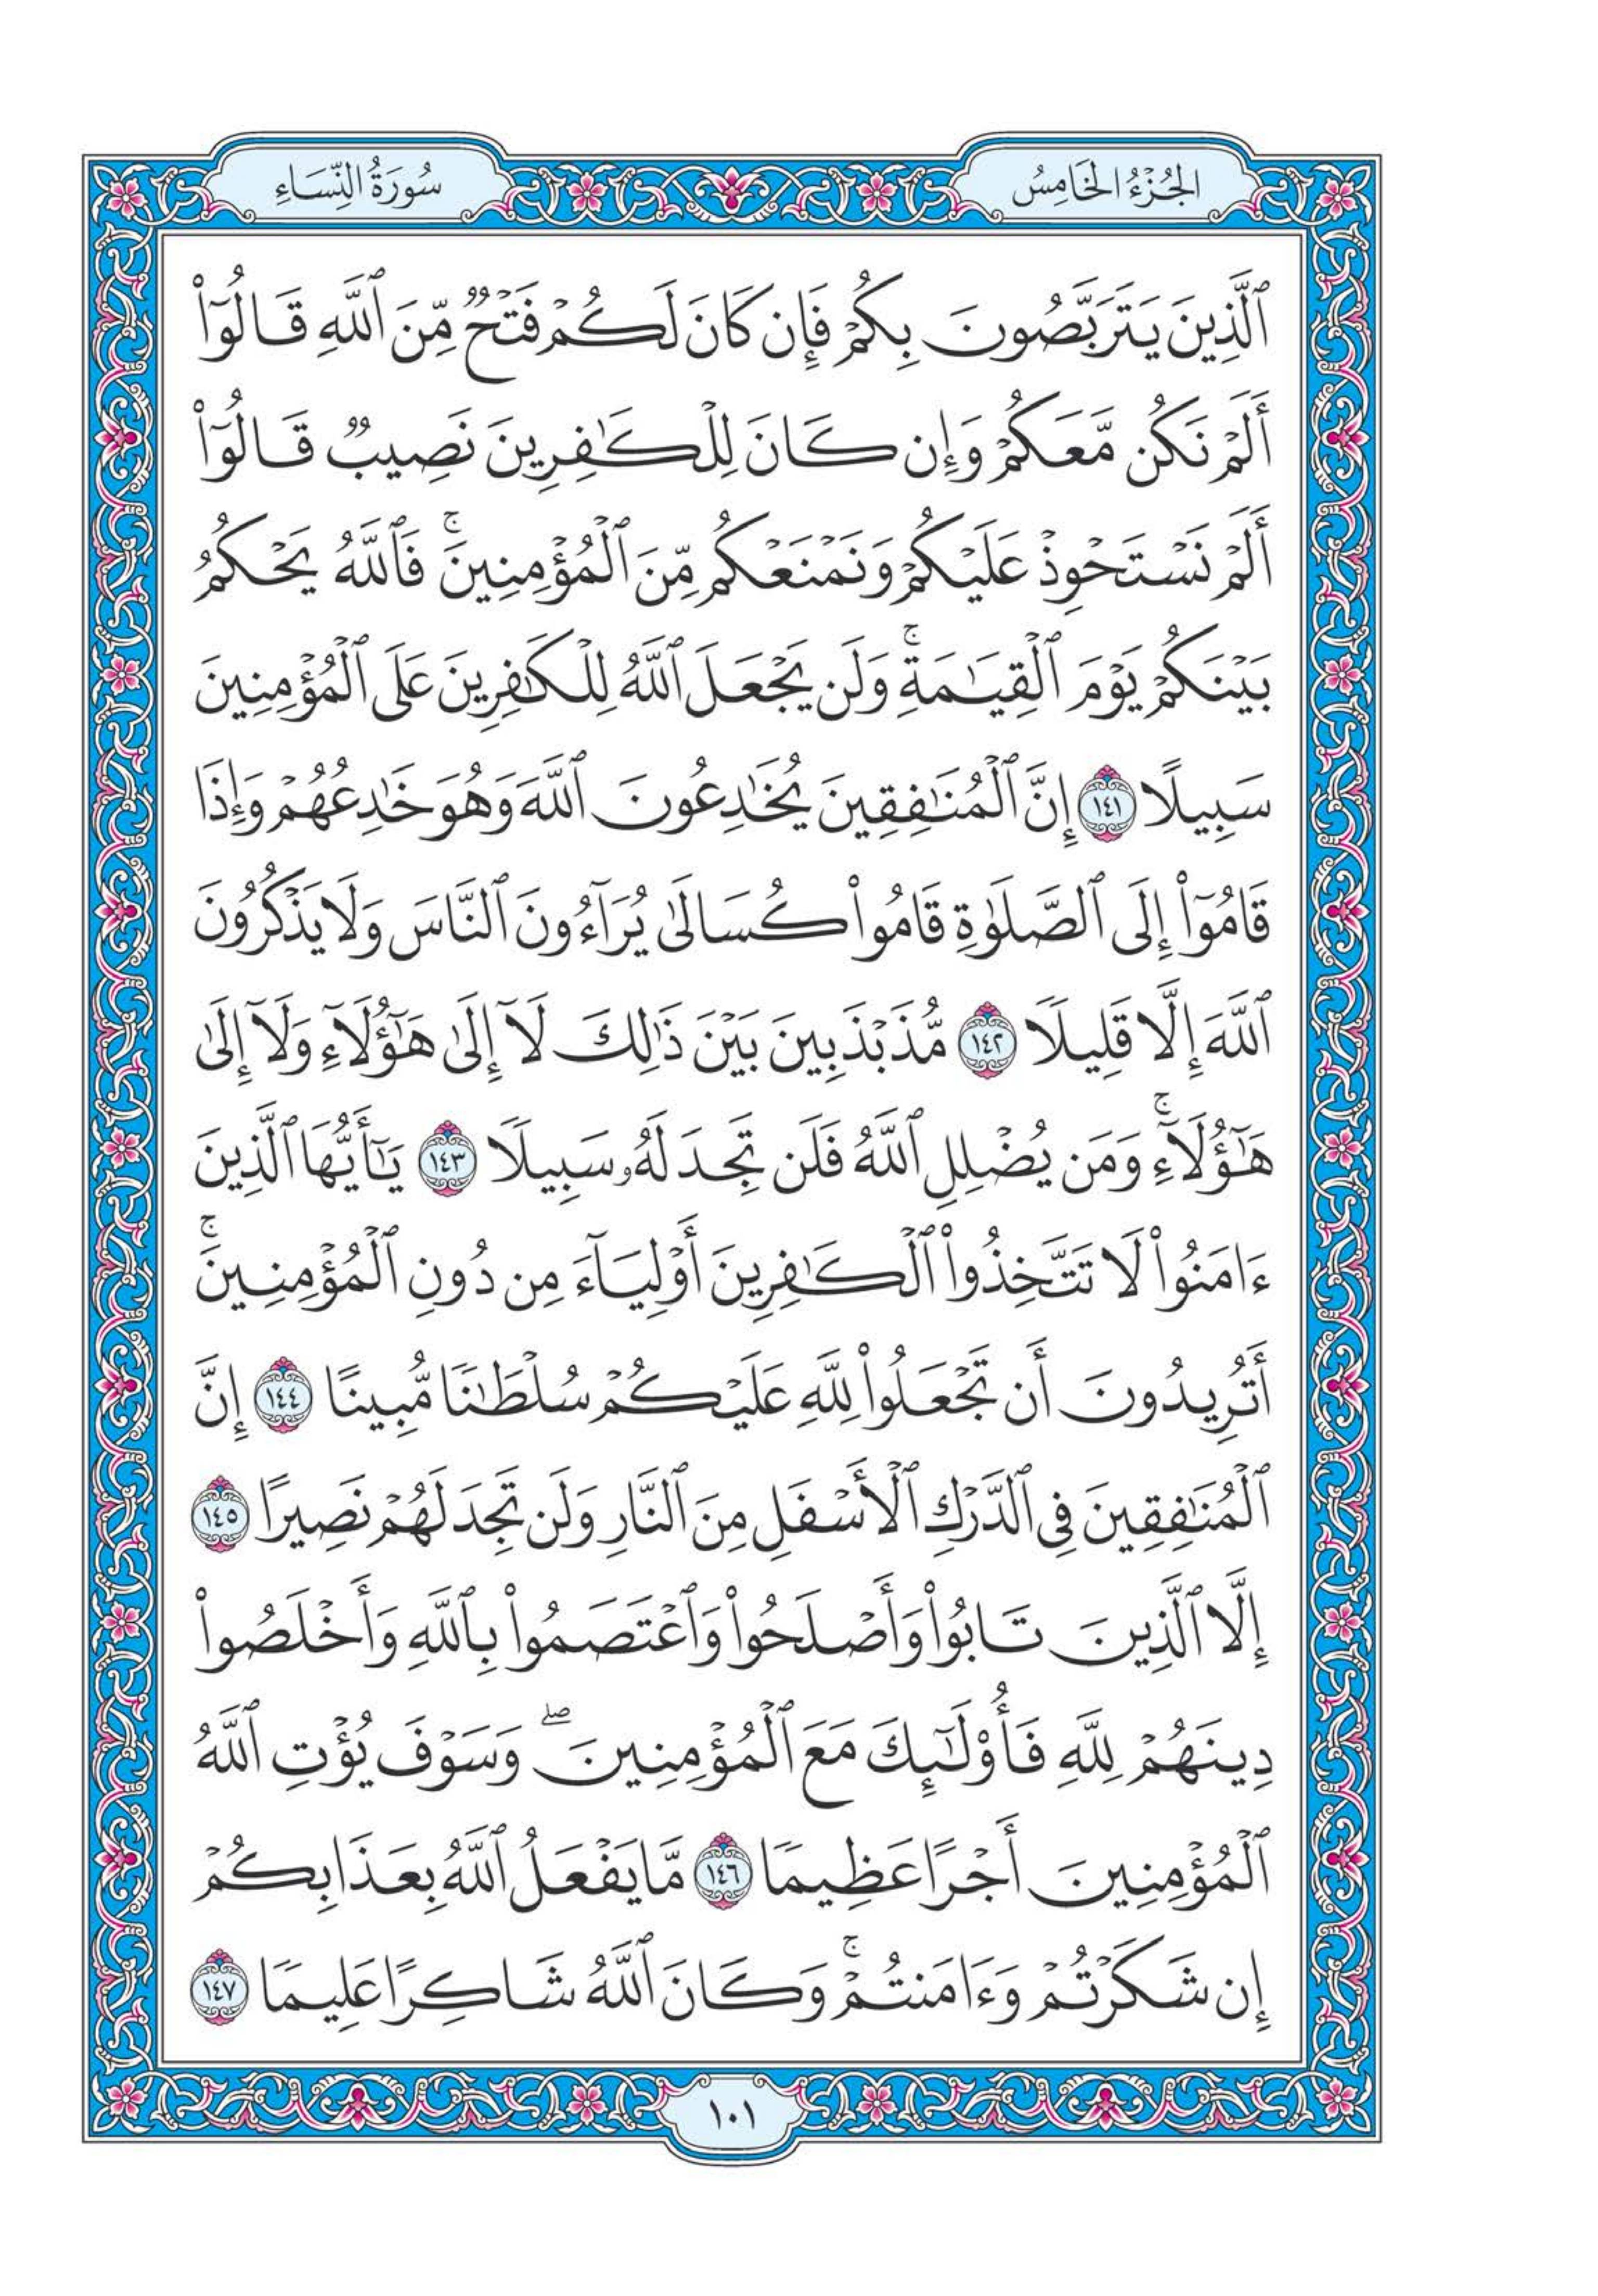 الجُزْءُ الخَامِسُ
سُورَةُ النِّسَاءِ
ٱلَّذِينَ يَتَرَبَّصُونَ بِكُمْ فَإِن كَانَ لَكُمْ فَتْحٌ مِّنَ ٱللَّهِ قَالُوٓا۟
أَلَمْ نَكُن مَّعَكُمْ وَإِن كَانَ لِلْكَٰفِرِينَ نَصِيبٌ قَالُوٓا۟
أَلَمْ نَسْتَحْوِذْ عَلَيْكُمْ وَنَمْنَعْكُم مِّنَ ٱلْمُؤْمِنِينَ ۚ فَٱللَّهُ يَحْكُمُ
بَيْنَكُمْ يَوْمَ ٱلْقِيَٰمَةِ ۚ وَلَن يَجْعَلَ ٱللَّهُ لِلْكَٰفِرِينَ عَلَى ٱلْمُؤْمِنِينَ
سَبِيلًا ١٤١ إِنَّ ٱلْمُنَٰفِقِينَ يُخَٰدِعُونَ ٱللَّهَ وَهُوَ خَٰدِعُهُمْ وَإِذَا
قَامُوٓا۟ إِلَى ٱلصَّلَوٰةِ قَامُوا۟ كُسَالَىٰ يُرَآءُونَ ٱلنَّاسَ وَلَا يَذْكُرُونَ
ٱللَّهَ إِلَّا قَلِيلًا ١٤٢ مُّذَبْذَبِينَ بَيْنَ ذَٰلِكَ لَآ إِلَىٰ هَٰٓؤُلَآءِ وَلَآ إِلَىٰ
هَٰٓؤُلَآءِ ۚ وَمَن يُضْلِلِ ٱللَّهُ فَلَن تَجِدَ لَهُۥ سَبِيلًا ١٤٣ يَٰٓأَيُّهَا ٱلَّذِينَ
ءَامَنُوا۟ لَا تَتَّخِذُوا۟ ٱلْكَٰفِرِينَ أَوْلِيَآءَ مِن دُونِ ٱلْمُؤْمِنِينَ ۚ
أَتُرِيدُونَ أَن تَجْعَلُوا۟ لِلَّهِ عَلَيْكُمْ سُلْطَٰنًا مُّبِينًا ١٤٤ إِنَّ
ٱلْمُنَٰفِقِينَ فِى ٱلدَّرْكِ ٱلْأَسْفَلِ مِنَ ٱلنَّارِ وَلَن تَجِدَ لَهُمْ نَصِيرًا ١٤٥
إِلَّا ٱلَّذِينَ تَابُوا۟ وَأَصْلَحُوا۟ وَٱعْتَصَمُوا۟ بِٱللَّهِ وَأَخْلَصُوا۟
دِينَهُمْ لِلَّهِ فَأُو۟لَٰٓئِكَ مَعَ ٱلْمُؤْمِنِينَ ۖ وَسَوْفَ يُؤْتِ ٱللَّهُ
ٱلْمُؤْمِنِينَ أَجْرًا عَظِيمًا ١٤٦ مَّا يَفْعَلُ ٱللَّهُ بِعَذَابِكُمْ
إِن شَكَرْتُمْ وَءَامَنتُمْ ۚ وَكَانَ ٱللَّهُ شَاكِرًا عَلِيمًا ١٤٧
١٠١